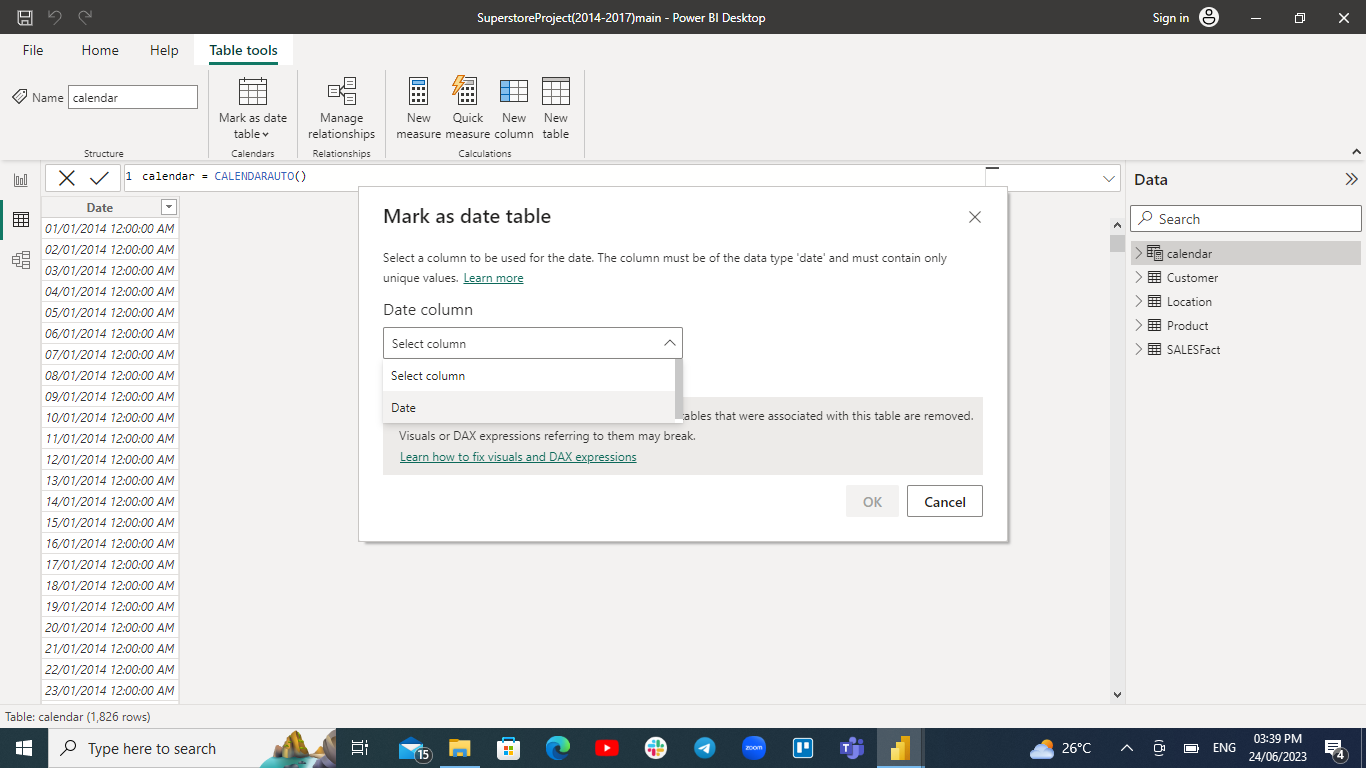 SuperstoreProject(2014-2017)main - Power BI Desktop
Sign in
File Home Help Table tools
Name calendar
Mark as date table
Manage relationships
New measure
Quick measure
New column
New table
Structure
Calendars
Relationships
Calculations
1 calendar = CALENDARAUTO()
Date
01/01/2014 12:00:00 AM
02/01/2014 12:00:00 AM
03/01/2014 12:00:00 AM
04/01/2014 12:00:00 AM
05/01/2014 12:00:00 AM
06/01/2014 12:00:00 AM
07/01/2014 12:00:00 AM
08/01/2014 12:00:00 AM
09/01/2014 12:00:00 AM
10/01/2014 12:00:00 AM
11/01/2014 12:00:00 AM
12/01/2014 12:00:00 AM
13/01/2014 12:00:00 AM
14/01/2014 12:00:00 AM
15/01/2014 12:00:00 AM
16/01/2014 12:00:00 AM
17/01/2014 12:00:00 AM
18/01/2014 12:00:00 AM
19/01/2014 12:00:00 AM
20/01/2014 12:00:00 AM
21/01/2014 12:00:00 AM
22/01/2014 12:00:00 AM
23/01/2014 12:00:00 AM
Mark as date table
Select a column to be used for the date. The column must be of the data type 'date' and must contain only
unique values. Learn more
Date column
Select column
Select column
Date
tables that were associated with this table are removed.
Visuals or DAX expressions referring to them may break.
Learn how to fix visuals and DAX expressions
OK Cancel
Data
Search
calendar
Customer
Location
Product
SALESFact
Table: calendar (1,826 rows)
Type here to search
15
zoom
26°C
ENG
03:39 PM
24/06/2023
4